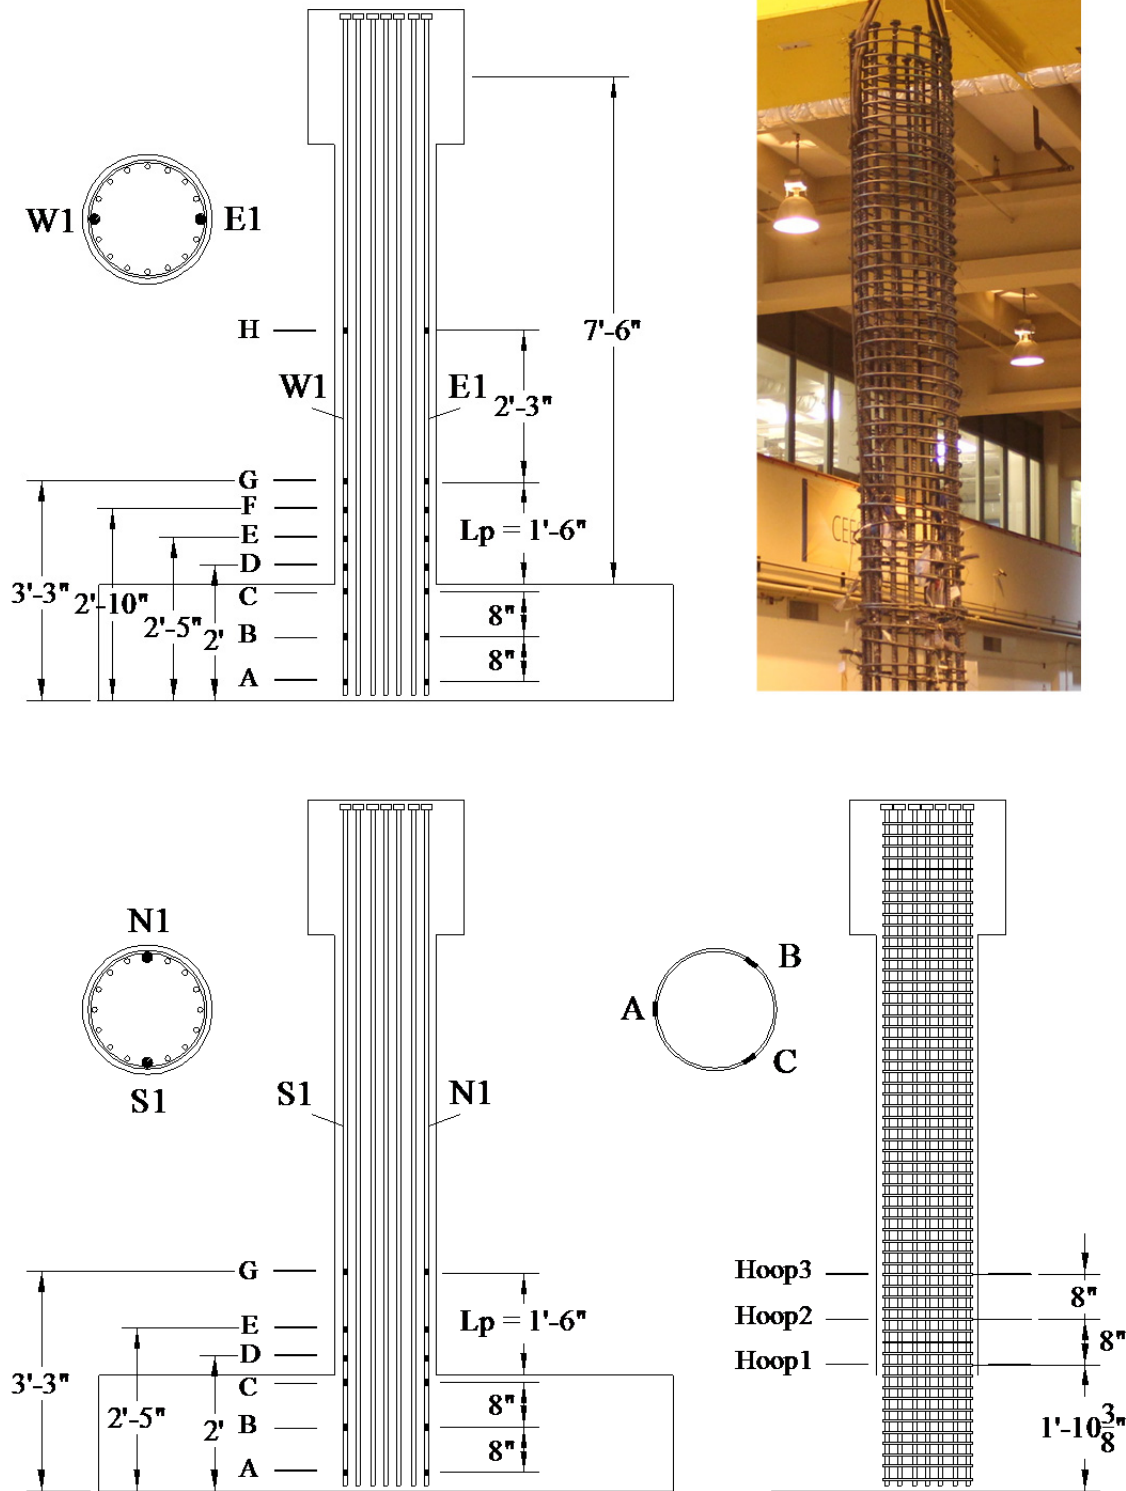 W1
E1
H
W1
E1
2'-3"
7'-6"
G
F
E
D
C
B
A
Lp = 1'-6"
3'-3"
2'-10"
2'-5"
2'
8"
8"
CEE
N1
S1
S1
N1
G
E
D
C
B
A
Lp = 1'-6"
3'-3"
2'-5"
2'
8"
8"
A
B
C
Hoop3
Hoop2
Hoop1
8"
8"
1'-10 3/8"